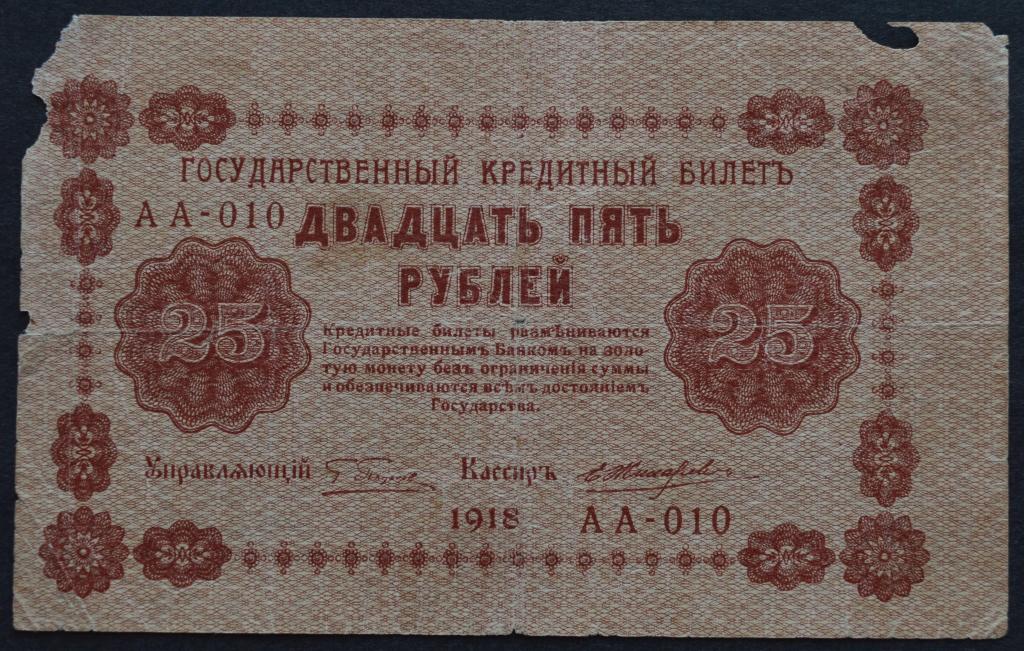 ГОСУДАРСТВЕННЫЙ КРЕДИТНЫЙ БИЛЕТЪ
АА-010
ДВАДЦАТЬ ПЯТЬ
РУБЛЕЙ
25
25
Кредитные билеты размѣниваются
Государственнымъ Банкомъ на золо-
тую монету безъ ограниченія суммы
и обезпечиваются всѣмъ достояніемъ
Государства.
Управляющій
Кассиръ
1918
АА-010